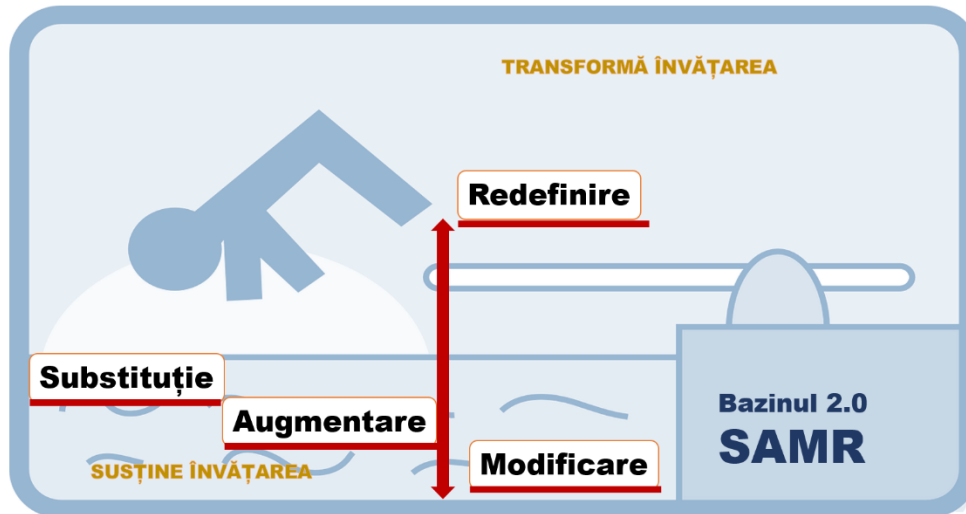 TRANSFORMĂ ÎNVĂȚAREA
Redefinire
Substituție
Augmentare
Bazinul 2.0
SAMR
Modificare
SUSȚINE ÎNVĂȚAREA